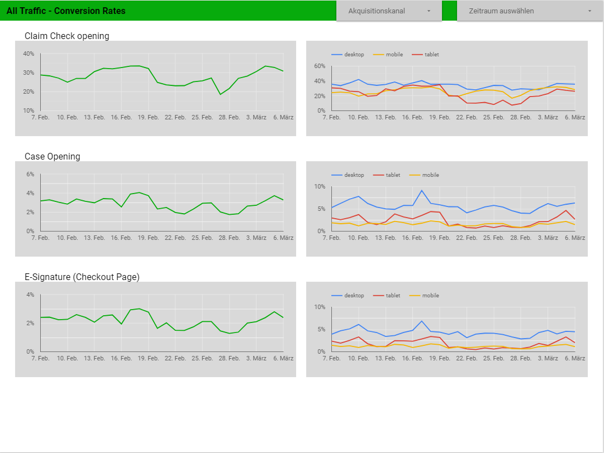 All Traffic - Conversion Rates
Akquisitionskanal
Zeitraum auswählen
Claim Check opening
40%
30%
20%
10%
7. Feb. 10. Feb. 13. Feb. 16. Feb. 19. Feb. 22. Feb. 25. Feb. 28. Feb. 3. März 6. März
desktop mobile tablet
60%
40%
20%
0%
7. Feb. 10. Feb. 13. Feb. 16. Feb. 19. Feb. 22. Feb. 25. Feb. 28. Feb. 3. März 6. März
Case Opening
6%
4%
2%
0%
7. Feb. 10. Feb. 13. Feb. 16. Feb. 19. Feb. 22. Feb. 25. Feb. 28. Feb. 3. März 6. März
desktop tablet mobile
10%
5%
0%
7. Feb. 10. Feb. 13. Feb. 16. Feb. 19. Feb. 22. Feb. 25. Feb. 28. Feb. 3. März 6. März
E-Signature (Checkout Page)
4%
2%
0%
7. Feb. 10. Feb. 13. Feb. 16. Feb. 19. Feb. 22. Feb. 25. Feb. 28. Feb. 3. März 6. März
desktop tablet mobile
10%
5%
0%
7. Feb. 10. Feb. 13. Feb. 16. Feb. 19. Feb. 22. Feb. 25. Feb. 28. Feb. 3. März 6. März